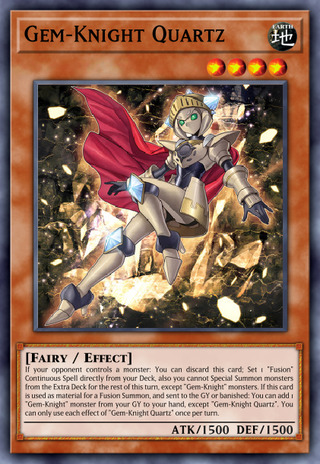 Gem-Knight Quartz
EARTH
地
[Fairy / Effect]
If your opponent controls a monster: You can discard this card; Set 1 "Fusion"
Continuous Spell directly from your Deck, also you cannot Special Summon monsters
from the Extra Deck for the rest of this turn, except "Gem-Knight" monsters. If this card
is used as material for a Fusion Summon, and sent to the GY or banished: You can add 1
"Gem-Knight" monster from your GY to your hand, except "Gem-Knight Quartz". You
can only use each effect of "Gem-Knight Quartz" once per turn.
ATK/1500 DEF/1500